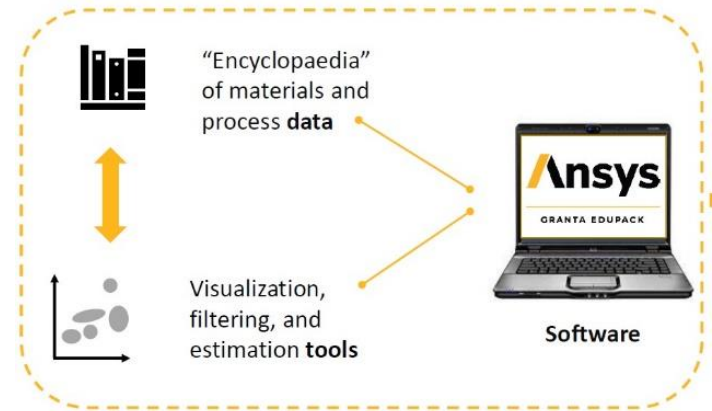 “Encyclopaedia”
of materials and
process data
Ansys
GRANTA EDUPACK
Visualization,
filtering, and
estimation tools
Software